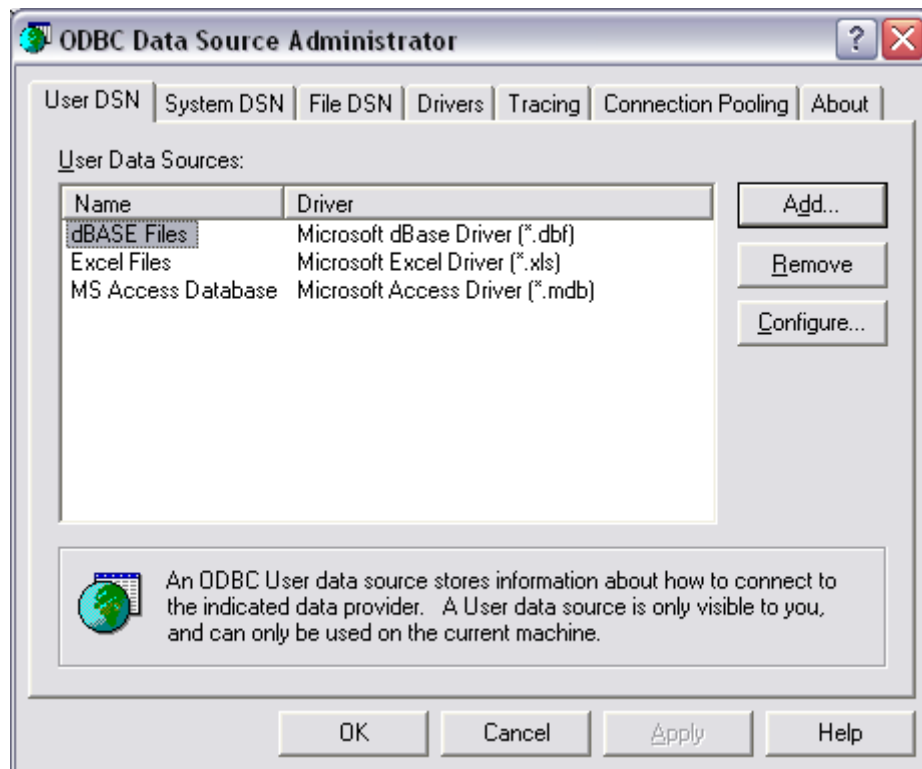 ODBC Data Source Administrator
User DSN System DSN File DSN Drivers Tracing Connection Pooling About
User Data Sources:
Name Driver
dBASE Files Microsoft dBase Driver (*.dbf)
Excel Files Microsoft Excel Driver (*.xls)
MS Access Database Microsoft Access Driver (*.mdb)
Add...
Remove
Configure...
An ODBC User data source stores information about how to connect to
the indicated data provider. A User data source is only visible to you,
and can only be used on the current machine.
OK Cancel Apply Help